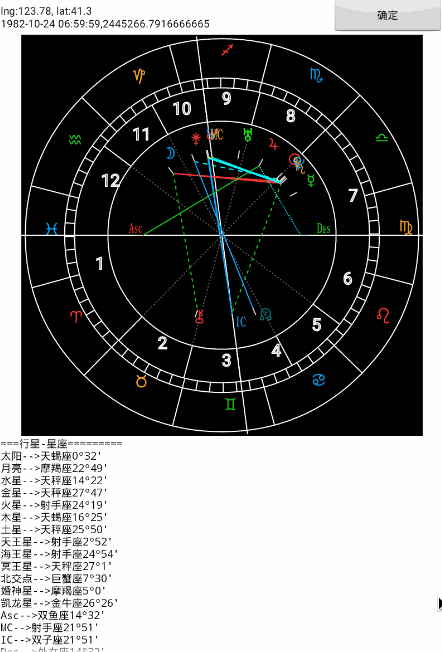 lng:123.78, lat:41.3
1982-10-24 06:59:59,2445266.7916666665
确定
9
10
8
MC
11
12
7
Asc
Des
1
6
IC
5
2
4
3
===行星-星座=========
太阳-->天蝎座0°32'
月亮-->摩羯座22°49'
水星-->天秤座14°22'
金星-->天秤座27°47'
火星-->射手座24°19'
木星-->天蝎座16°25'
土星-->天秤座25°50'
天王星-->射手座2°52'
海王星-->射手座24°54'
冥王星-->天秤座27°1'
北交点-->巨蟹座7°30'
婚神星-->摩羯座5°0'
凯龙星-->金牛座26°26'
Asc-->双鱼座14°32'
MC-->射手座21°51'
IC-->双子座21°51'